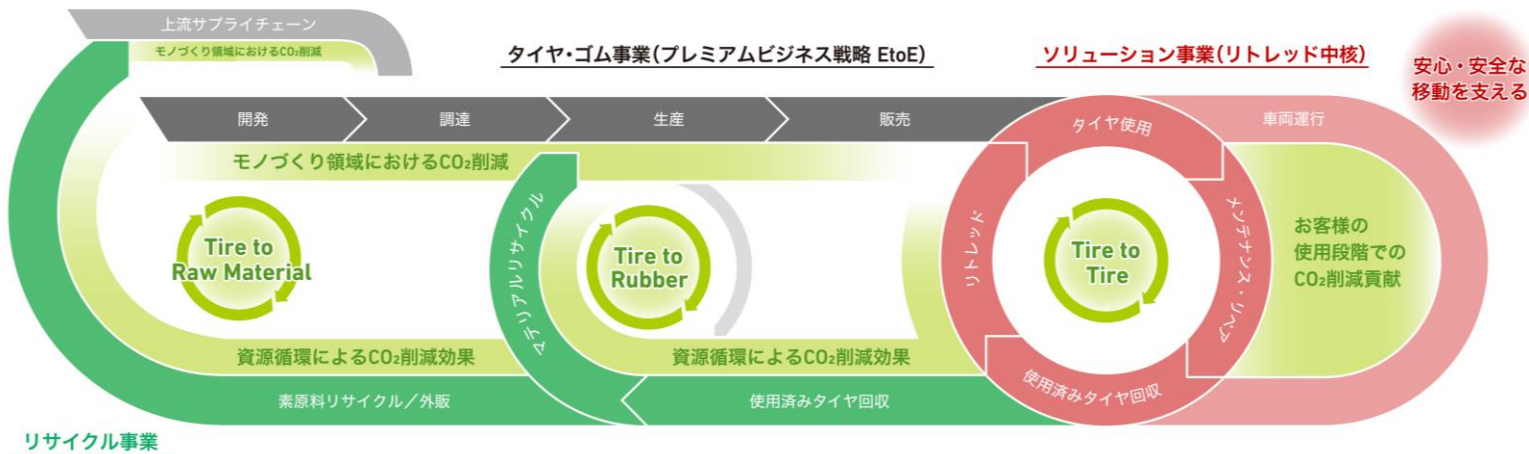 上流サプライチェーン
モノづくり領域におけるCO₂削減
タイヤ・ゴム事業(プレミアムビジネス戦略 EtoE)
ソリューション事業(リトレッド中核)
安心・安全な
移動を支える
開発
調達
生産
販売
タイヤ使用
車両運行
モノづくり領域におけるCO₂削減
マテリアルリサイクル
リトレッド
メンテナンス・リペア
Tire to
Raw Material
Tire to
Rubber
Tire to
Tire
お客様の
使用段階での
CO₂削減貢献
資源循環によるCO₂削減効果
資源循環によるCO₂削減効果
使用済みタイヤ回収
素原料リサイクル/外販
使用済みタイヤ回収
リサイクル事業